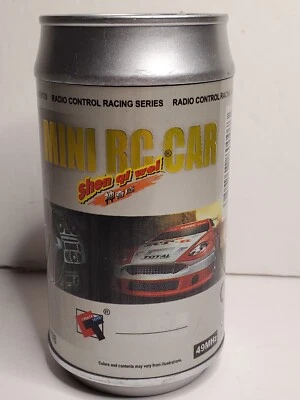 RADIO CONTROL RACING SERIES RADIO CONTROL
MINI RC CAR
®
Shen qi wei
TOTAL
®
49MHz
Colors and contents may vary from illustrations.